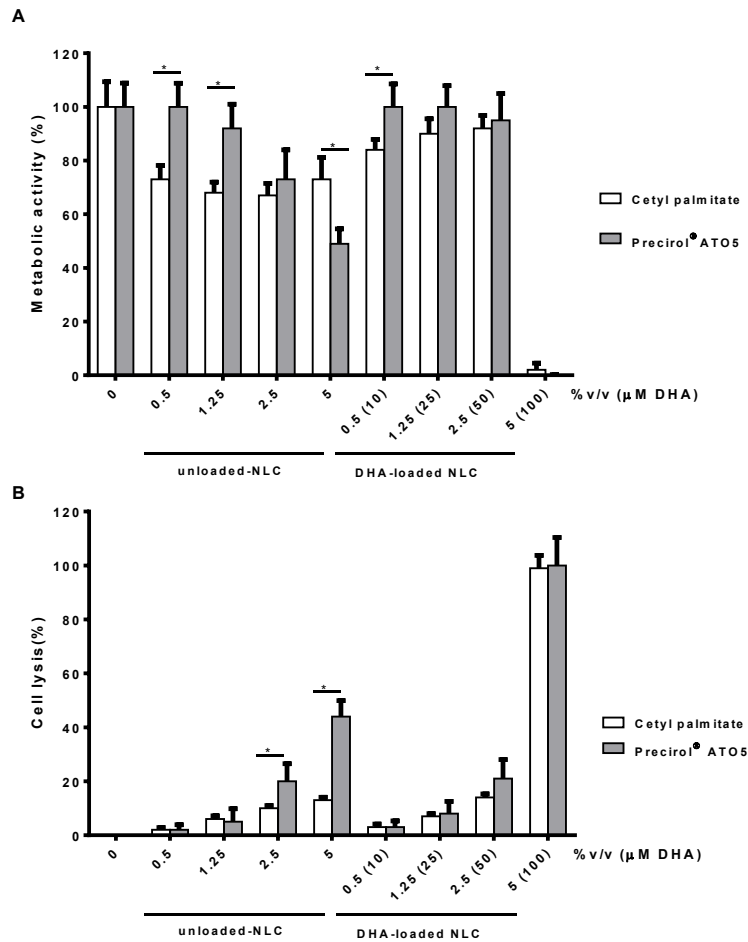 A
Metabolic activity (%)
120
100
80
60
40
20
0
*
*
*
*
Cetyl palmitate
Precirol® ATO5
0
0.5
1.25
2.5
5
0.5 (10)
1.25 (25)
2.5 (50)
5 (100)
%v/v (μM DHA)
unloaded-NLC
DHA-loaded NLC
B
Cell lysis(%)
120
100
80
60
40
20
0
*
*
Cetyl palmitate
Precirol® ATO5
0
0.5
1.25
2.5
5
0.5 (10)
1.25 (25)
2.5 (50)
5 (100)
%v/v (μM DHA)
unloaded-NLC
DHA-loaded NLC